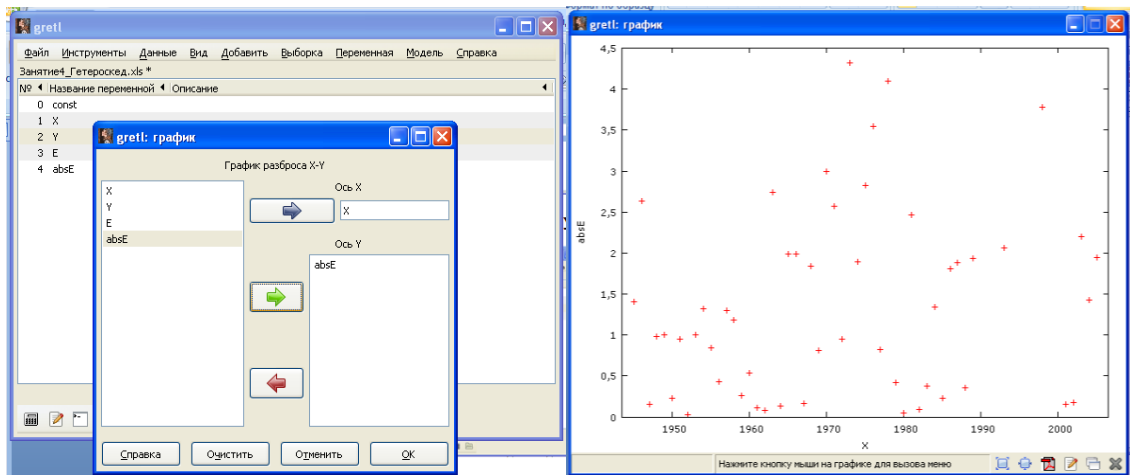 ормат по образцу
gretl
Файл Инструменты Данные Вид Добавить Выборка Переменная Модель Справка
Занятие4_Гетероскед.xls *
№ Название переменной Описание
0 const
1 X
2 Y
3 E
4 absE
gretl: график
График разброса X-Y
X
Y
E
absE
Ось X
X
Ось Y
absE
Справка Очистить Отменить OK
gretl: график
4,5
4
3,5
3
2,5
2
1,5
1
0,5
0
absE
1950 1960 1970 1980 1990 2000
X
Нажмите кнопку мыши на графике для вызова меню